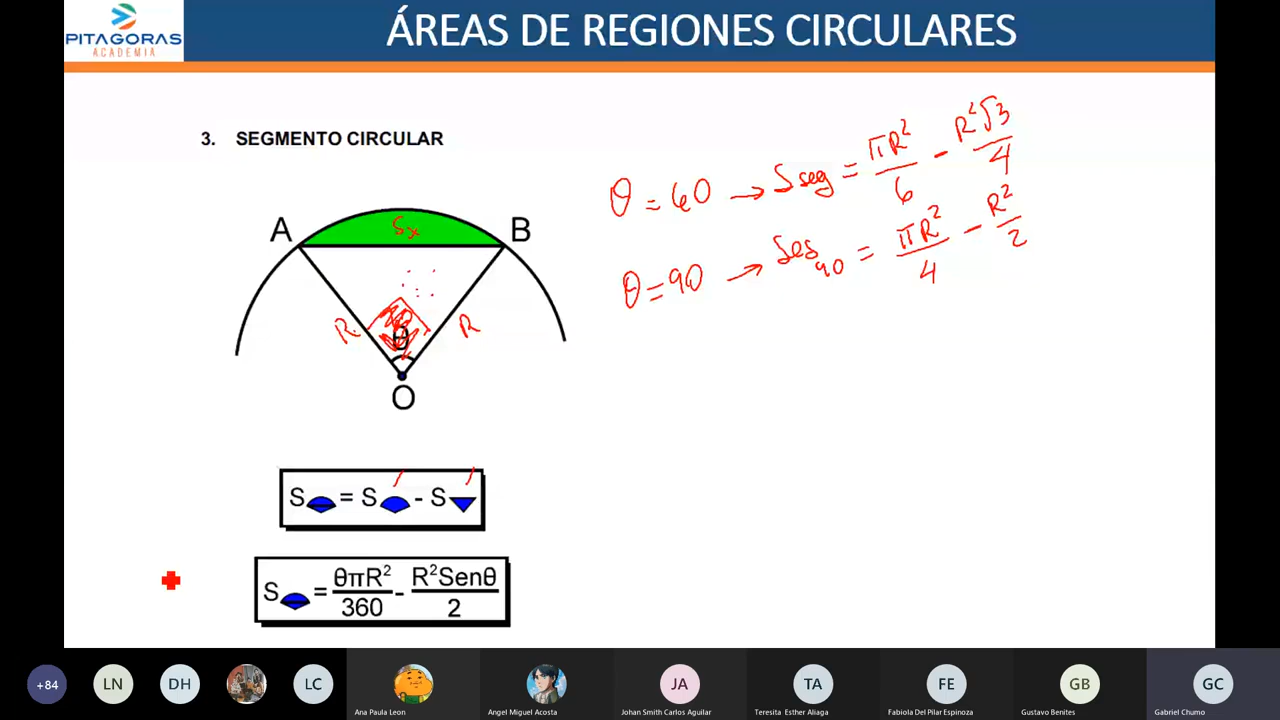 PITAGORAS
ACADEMIA
ÁREAS DE REGIONES CIRCULARES
3. SEGMENTO CIRCULAR
A
B
Sx
R
R
θ
O
θ = 60 → Sseg = πR²/6 - R²√3/4
θ = 90 → Seg 90 = πR²/4 - R²/2
S = S - S
S = θπR²/360 - R²Senθ/2
+84
LN
DH
LC
JA
TA
FE
GB
GC
Ana Paula Leon
Angel Miguel Acosta
Johan Smith Carlos Aguilar
Teresita Esther Aliaga
Fabiola Del Pilar Espinoza
Gustavo Benites
Gabriel Chumo